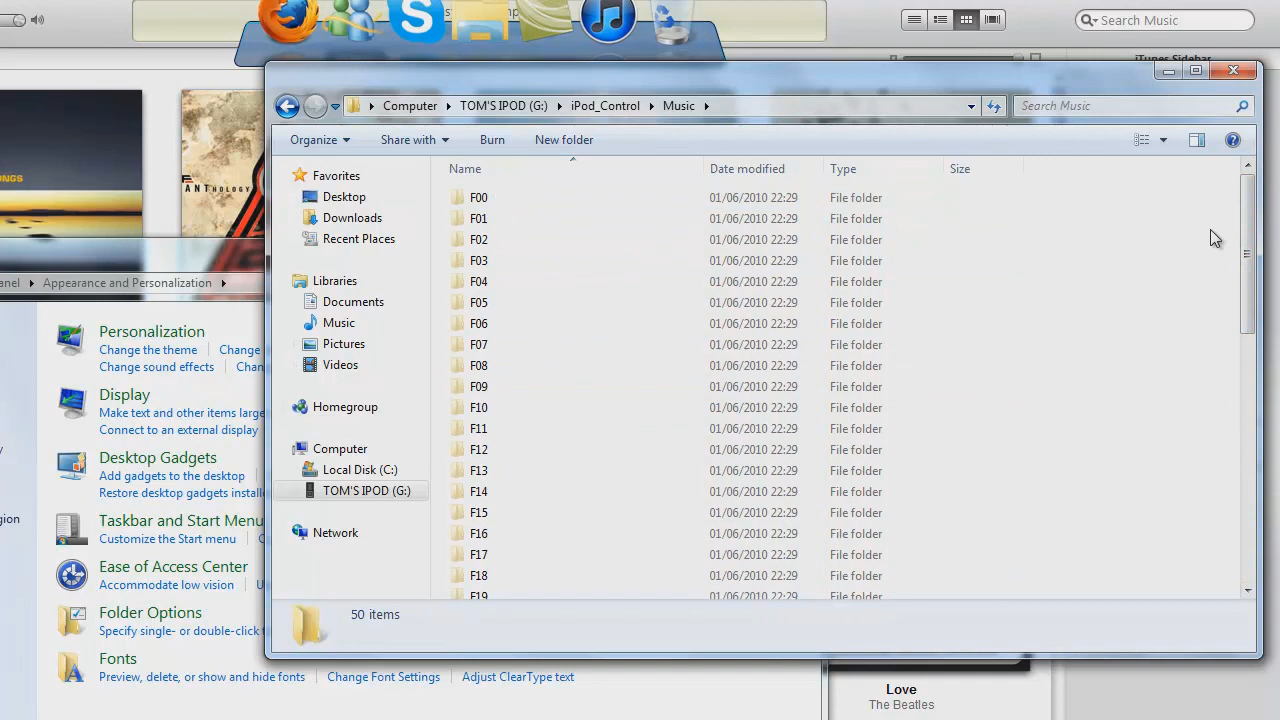 Search Music
iTunes Sidebar
Computer
TOM'S IPOD (G:)
iPod_Control
Music
Search Music
Organize
Share with
Burn
New folder
Name
Date modified
Type
Size
Favorites
Desktop
Downloads
Recent Places
Libraries
Documents
Music
Pictures
Videos
Homegroup
Computer
Local Disk (C:)
TOM'S IPOD (G:)
Network
F00 01/06/2010 22:29 File folder
F01 01/06/2010 22:29 File folder
F02 01/06/2010 22:29 File folder
F03 01/06/2010 22:29 File folder
F04 01/06/2010 22:29 File folder
F05 01/06/2010 22:29 File folder
F06 01/06/2010 22:29 File folder
F07 01/06/2010 22:29 File folder
F08 01/06/2010 22:29 File folder
F09 01/06/2010 22:29 File folder
F10 01/06/2010 22:29 File folder
F11 01/06/2010 22:29 File folder
F12 01/06/2010 22:29 File folder
F13 01/06/2010 22:29 File folder
F14 01/06/2010 22:29 File folder
F15 01/06/2010 22:29 File folder
F16 01/06/2010 22:29 File folder
F17 01/06/2010 22:29 File folder
F18 01/06/2010 22:29 File folder
F19 01/06/2010 22:29 File folder
50 items
ONGS
ANTHOLOGY
anel
Appearance and Personalization
Personalization
Change the theme
Change
Change sound effects
Chan
Display
Make text and other items large
Connect to an external display
Desktop Gadgets
Add gadgets to the desktop
Restore desktop gadgets installe
Taskbar and Start Menu
Customize the Start menu
Ease of Access Center
Accommodate low vision
Folder Options
Specify single- or double-click t
Fonts
Preview, delete, or show and hide fonts
Change Font Settings
Adjust ClearType text
gion
Love
The Beatles